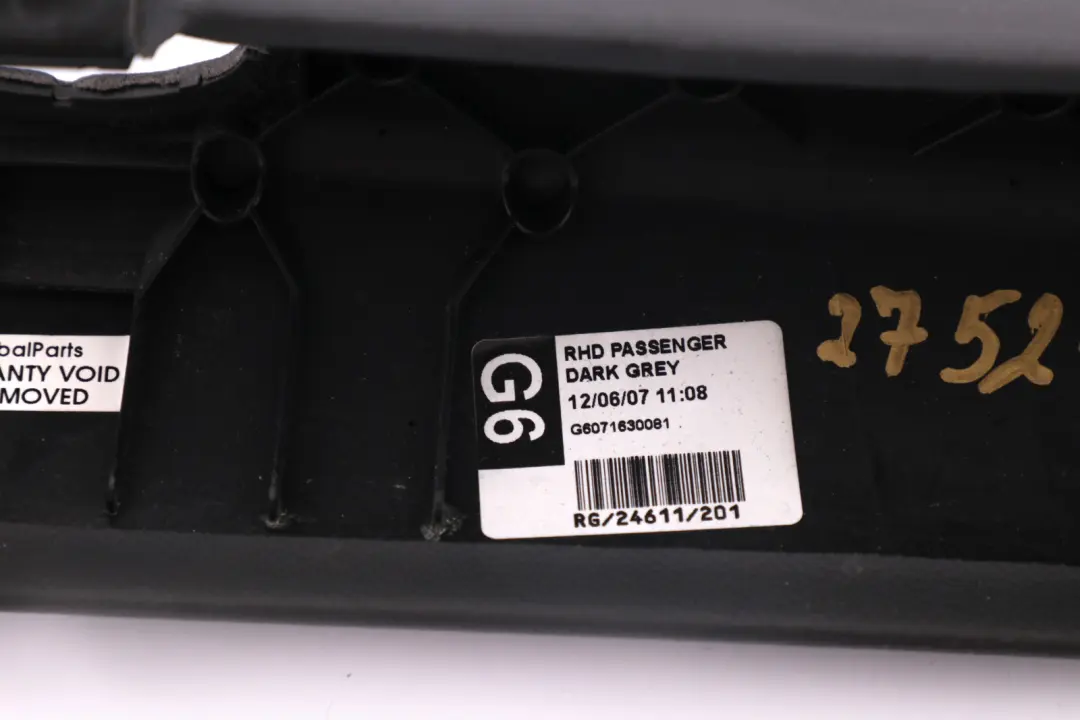 balParts
ANTY VOID
MOVED
G6
RHD PASSENGER
DARK GREY
12/06/07 11:08
G6071630081
RG/24611/201
2752